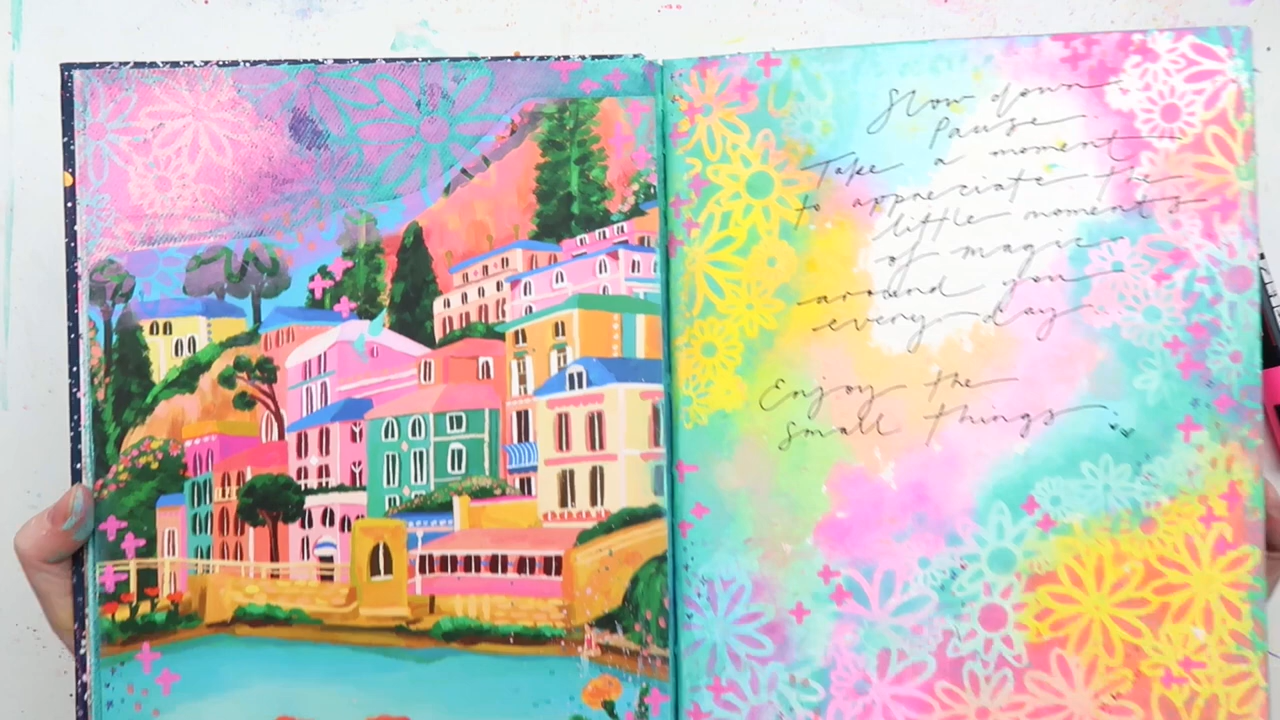 Slow down
Pause
Take a moment
to appreciate the
little moments
of magic
around you
every day...
Enjoy the
small things